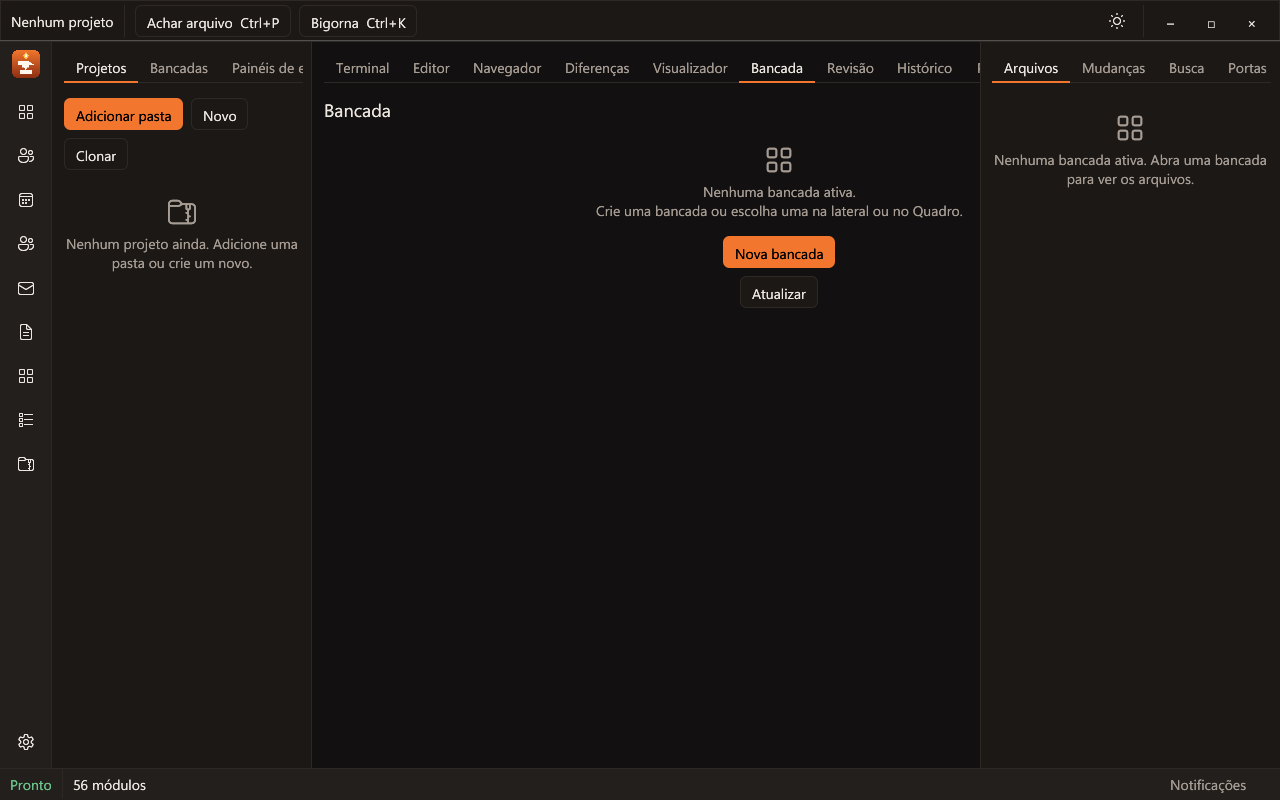 Nenhum projeto
Achar arquivo Ctrl+P
Bigorna Ctrl+K
Projetos
Bancadas
Painéis de e
Terminal
Editor
Navegador
Diferenças
Visualizador
Bancada
Revisão
Histórico
Arquivos
Mudanças
Busca
Portas
Adicionar pasta
Novo
Clonar
Nenhum projeto ainda. Adicione uma
pasta ou crie um novo.
Bancada
Nenhuma bancada ativa.
Crie uma bancada ou escolha uma na lateral ou no Quadro.
Nova bancada
Atualizar
Nenhuma bancada ativa. Abra uma bancada
para ver os arquivos.
Pronto
56 módulos
Notificações